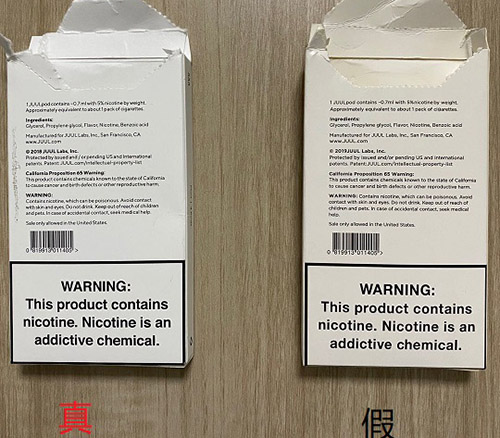 1 JUULpod contains ~0.7ml with 5% nicotine by weight.
Approximately equivalent to about 1 pack of cigarettes.
Ingredients:
Glycerol, Propylene glycol, Flavor, Nicotine, Benzoic acid
Manufactured for JUUL Labs, Inc., San Francisco, CA
www.JUUL.com
© 2018 JUUL Labs, Inc.
Protected by issued and / or pending US and International
patents. Patent: JUUL.com/intellectual-property-list
California Proposition 65 Warning:
This product contains chemicals known to the state of California
to cause cancer and birth defects or other reproductive harm.
WARNING:
Contains nicotine, which can be poisonous. Avoid contact
with skin and eyes. Do not drink. Keep out of reach of children
and pets. In case of accidental contact, seek medical help.
Sale only allowed in the United States.
0 819913 011405
WARNING:
This product contains
nicotine. Nicotine is an
addictive chemical.
真
1 JUULpod contains ~0.7ml with 5% nicotine by weight.
Approximately equivalent to about 1 pack of cigarettes.
Ingredients:
Glycerol, Propylene glycol, Flavor, Nicotine, Benzoic acid
Manufactured for JUUL Labs, Inc., San Francisco, CA
www.JUUL.com
© 2019JUUL Labs, Inc.
Protected by issued and/or pending US and International
patents. Patent: JUUL.com/intellectual-property-list
California Proposition 65 Warning:
This product contains chemicals known to the state of California
to cause cancer and birth defects or other reproductive harm.
WARNING: Contains nicotine, which can be poisonous. Avoid
contact with skin and eyes. Do not drink. Keep out of reach of
children and pets. In case of accidental contact, seek medical
help.
Sale only allowed in the United States.
0 819913 011405
WARNING:
This product contains
nicotine. Nicotine is an
addictive chemical.
假